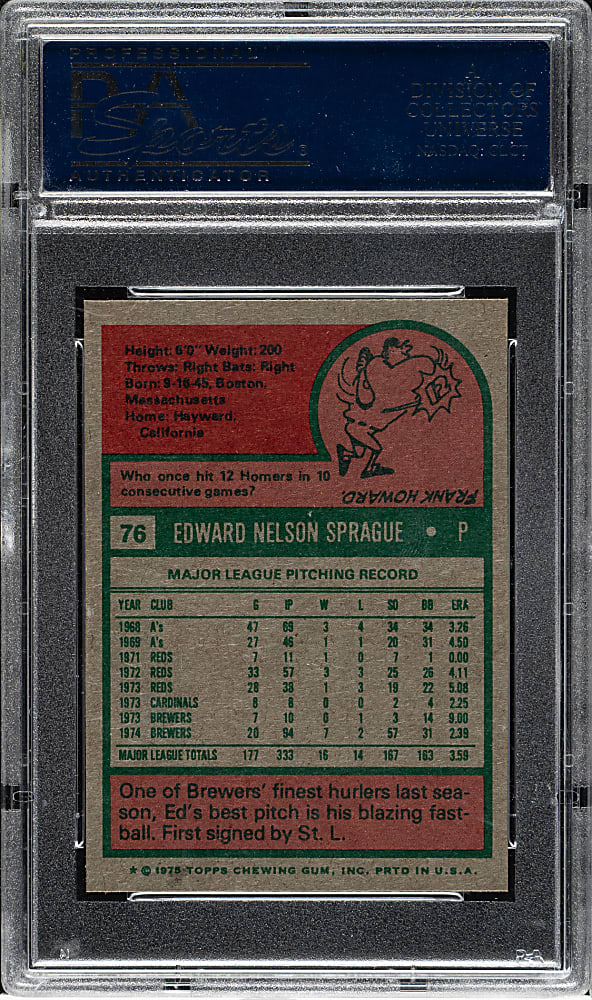 PROFESSIONAL
PSA
Sports
AUTHENTICATOR
A
DIVISION OF
COLLECTORS
UNIVERSE
NASDAQ: CLCT
Height: 6'0" Weight: 200
Throws: Right Bats: Right
Born: 9-16-45, Boston,
Massachusetts
Home: Hayward,
California
12
Who once hit 12 Homers in 10
consecutive games?
FRANK HOWARD.
76 EDWARD NELSON SPRAGUE • P
MAJOR LEAGUE PITCHING RECORD
YEAR CLUB G IP W L SO BB ERA
1968 A's 47 69 3 4 34 34 3.26
1969 A's 27 46 1 1 20 31 4.50
1971 REDS 7 11 1 0 7 1 0.00
1972 REDS 33 57 3 3 25 26 4.11
1973 REDS 28 38 1 3 19 22 5.08
1973 CARDINALS 8 8 0 0 2 4 2.25
1973 BREWERS 7 10 0 1 3 14 9.00
1974 BREWERS 20 94 7 2 57 31 2.39
MAJOR LEAGUE TOTALS 177 333 16 14 167 163 3.59
One of Brewers' finest hurlers last sea-
son, Ed's best pitch is his blazing fast-
ball. First signed by St. L.
★ © 1975 TOPPS CHEWING GUM, INC. PRTD IN U.S.A.
PSA